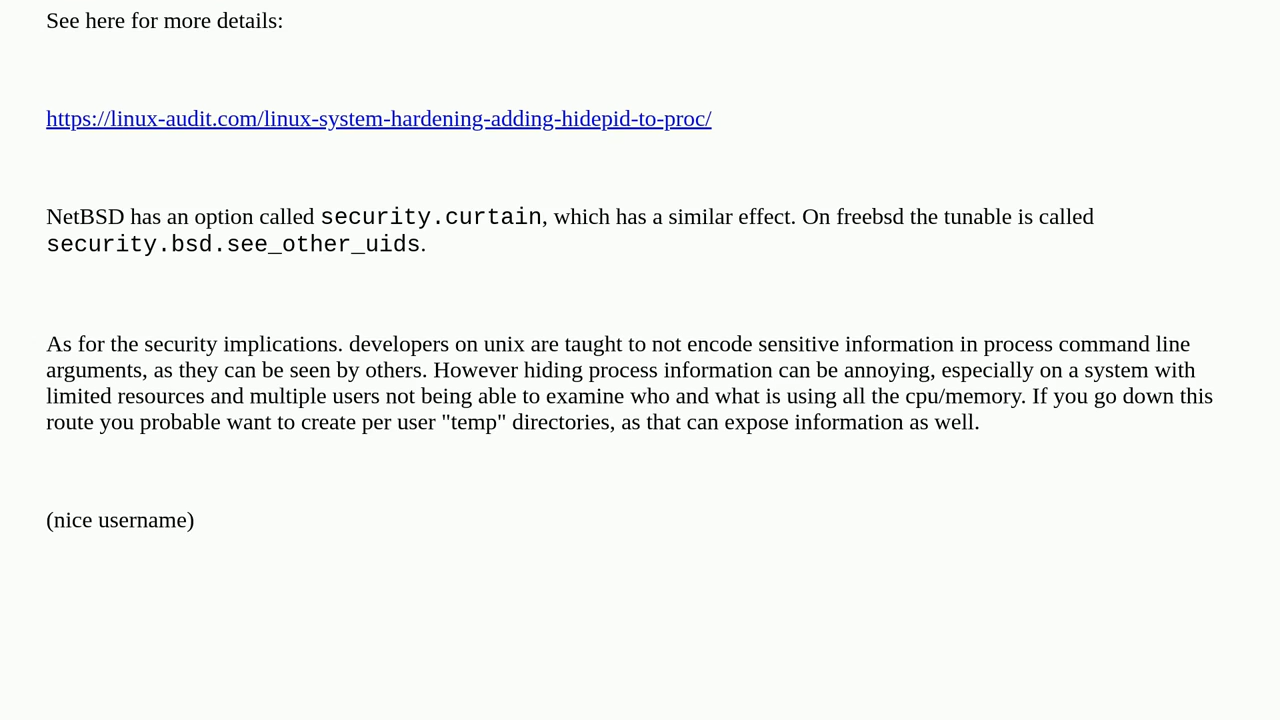 See here for more details:
https://linux-audit.com/linux-system-hardening-adding-hidepid-to-proc/
NetBSD has an option called security.curtain, which has a similar effect. On freebsd the tunable is called
security.bsd.see_other_uids.
As for the security implications. developers on unix are taught to not encode sensitive information in process command line
arguments, as they can be seen by others. However hiding process information can be annoying, especially on a system with
limited resources and multiple users not being able to examine who and what is using all the cpu/memory. If you go down this
route you probable want to create per user "temp" directories, as that can expose information as well.
(nice username)